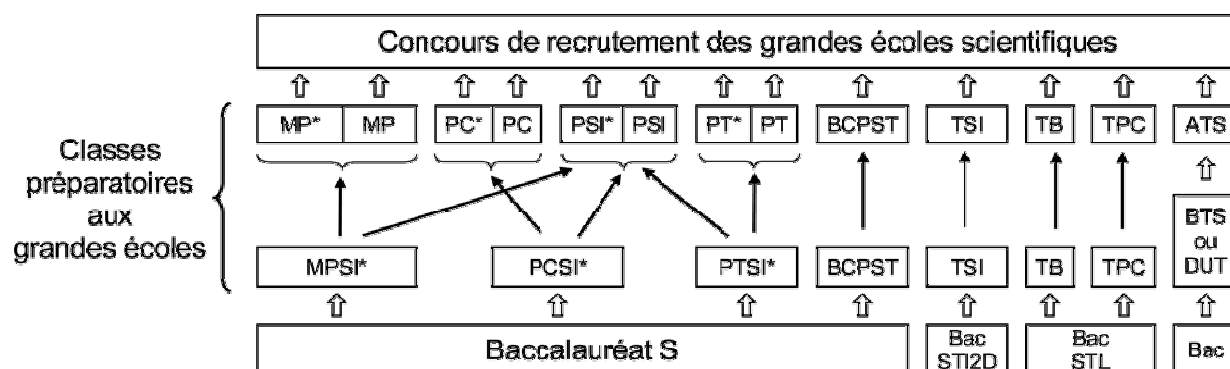 Concours de recrutement des grandes écoles scientifiques
MP* MP PC* PC PSI* PSI PT* PT BCPST TSI TB TPC ATS
Classes
préparatoires
aux
grandes écoles
BTS
ou
DUT
MPSI* PCSI* PTSI* BCPST TSI TB TPC
Baccalauréat S
Bac
STI2D
Bac
STL
Bac